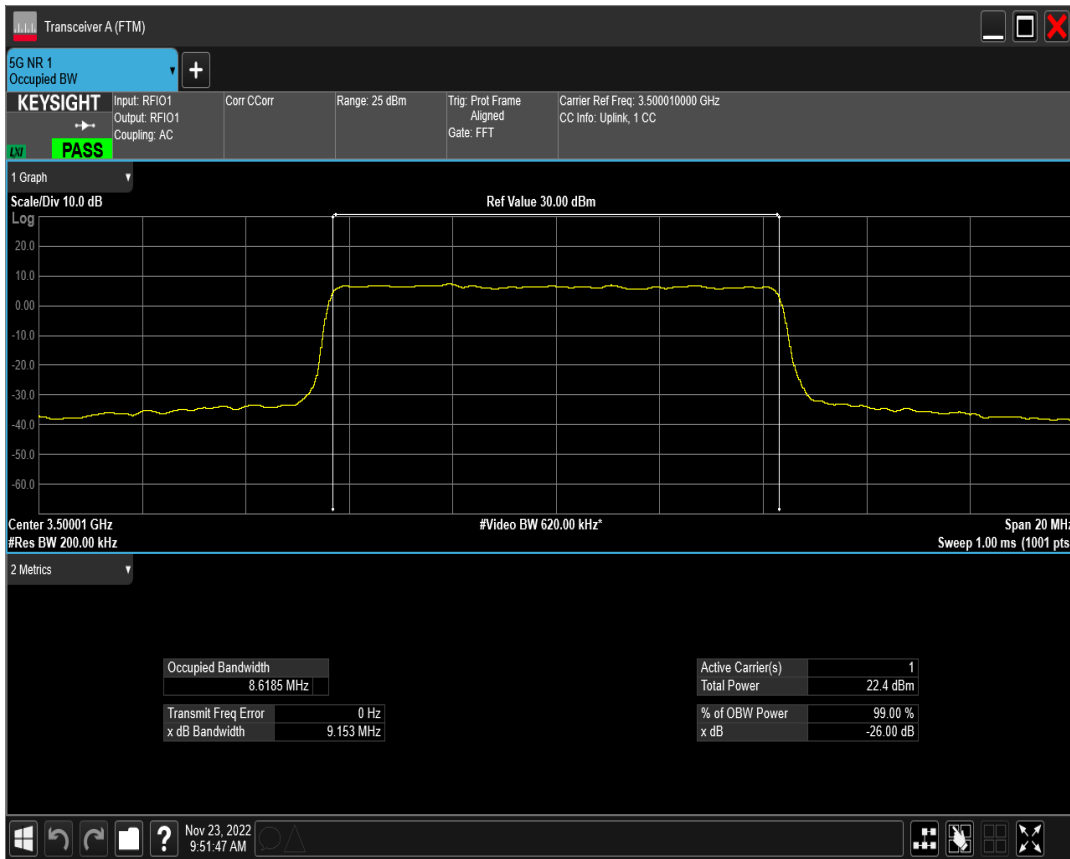 Transceiver A (FTM)
5G NR 1
Occupied BW
+
KEYSIGHT
LXI
PASS
Input: RFIO1
Output: RFIO1
Coupling: AC
Corr CCorr
Range: 25 dBm
Trig: Prot Frame
Aligned
Gate: FFT
Carrier Ref Freq: 3.500010000 GHz
CC Info: Uplink, 1 CC
1 Graph
Scale/Div 10.0 dB
Ref Value 30.00 dBm
Log
20.0
10.0
0.00
-10.0
-20.0
-30.0
-40.0
-50.0
-60.0
Center 3.50001 GHz
#Video BW 620.00 kHz*
Span 20 MHz
#Res BW 200.00 kHz
Sweep 1.00 ms (1001 pts
2 Metrics
Occupied Bandwidth
8.6185 MHz
Transmit Freq Error 0 Hz
x dB Bandwidth 9.153 MHz
Active Carrier(s) 1
Total Power 22.4 dBm
% of OBW Power 99.00 %
x dB -26.00 dB
?
Nov 23, 2022
9:51:47 AM